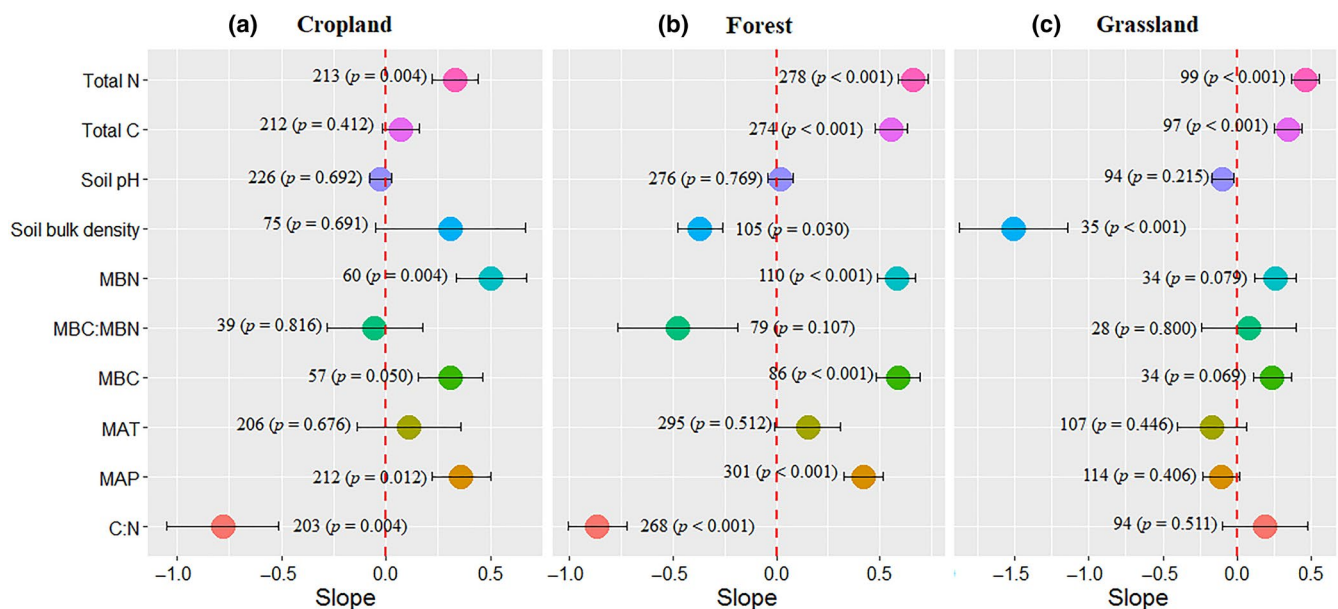 (a) Cropland
(b) Forest
(c) Grassland
Total N
213 (p = 0.004)
278 (p < 0.001)
99 (p < 0.001)
Total C
212 (p = 0.412)
274 (p < 0.001)
97 (p < 0.001)
Soil pH
226 (p = 0.692)
276 (p = 0.769)
94 (p = 0.215)
Soil bulk density
75 (p = 0.691)
105 (p = 0.030)
35 (p < 0.001)
MBN
60 (p = 0.004)
110 (p < 0.001)
34 (p = 0.079)
MBC:MBN
39 (p = 0.816)
79 (p = 0.107)
28 (p = 0.800)
MBC
57 (p = 0.050)
86 (p < 0.001)
34 (p = 0.069)
MAT
206 (p = 0.676)
295 (p = 0.512)
107 (p = 0.446)
MAP
212 (p = 0.012)
301 (p < 0.001)
114 (p = 0.406)
C:N
203 (p = 0.004)
268 (p < 0.001)
94 (p = 0.511)
−1.0 −0.5 0.0 0.5
−1.0 −0.5 0.0 0.5
−1.5 −1.0 −0.5 0.0 0.5
Slope
Slope
Slope